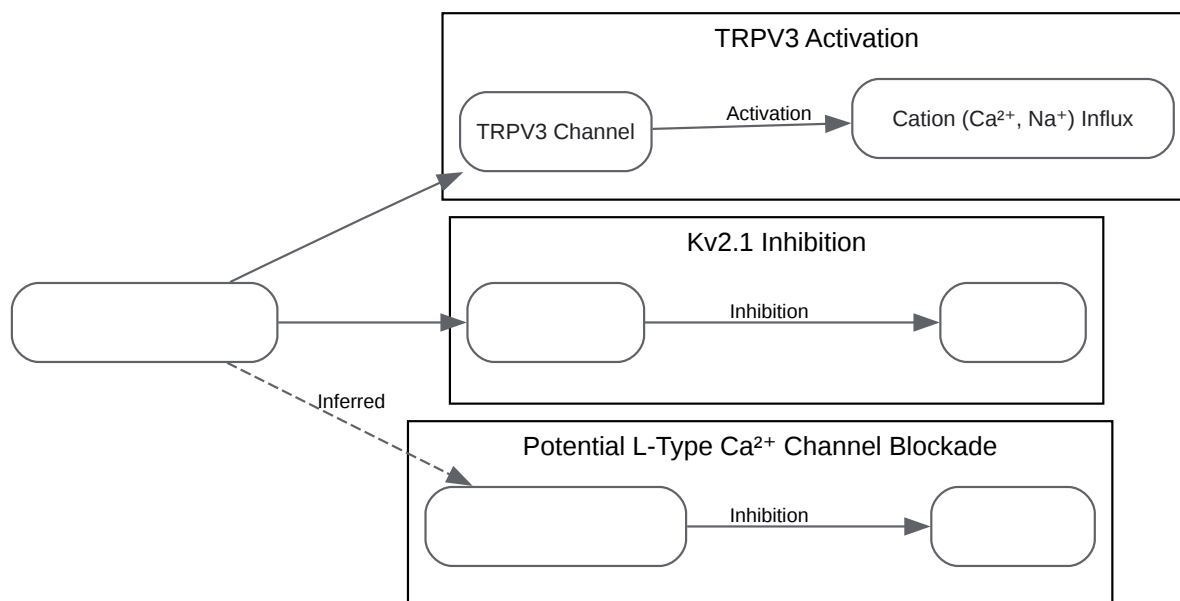 TRPV3 Activation
TRPV3 Channel
Activation
Cation (Ca²⁺, Na⁺) Influx
Kv2.1 Inhibition
Inhibition
Inferred
Potential L-Type Ca²⁺ Channel Blockade
Inhibition